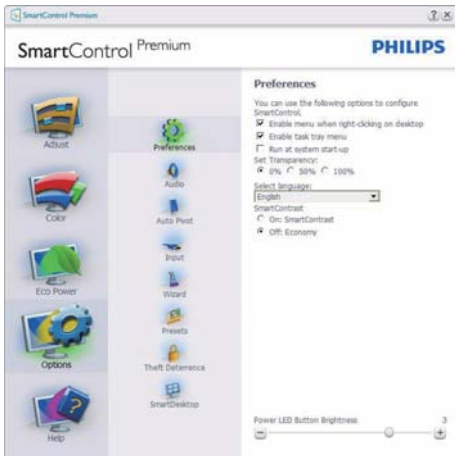 SmartControl Premium
SmartControl Premium
PHILIPS
Adjust
Color
Eco Power
Options
Help
Preferences
Audio
Auto Pivot
Input
Wizard
Presets
Theft Deterrence
SmartDesktop
Preferences
You can use the following options to configure
SmartControl.
Enable menu when right-clicking on desktop
Enable task tray menu
Run at system start-up
Set Transparency:
0% 50% 100%
Select language:
English
SmartContrast
On: SmartContrast
Off: Economy
Power LED Button Brightness 3